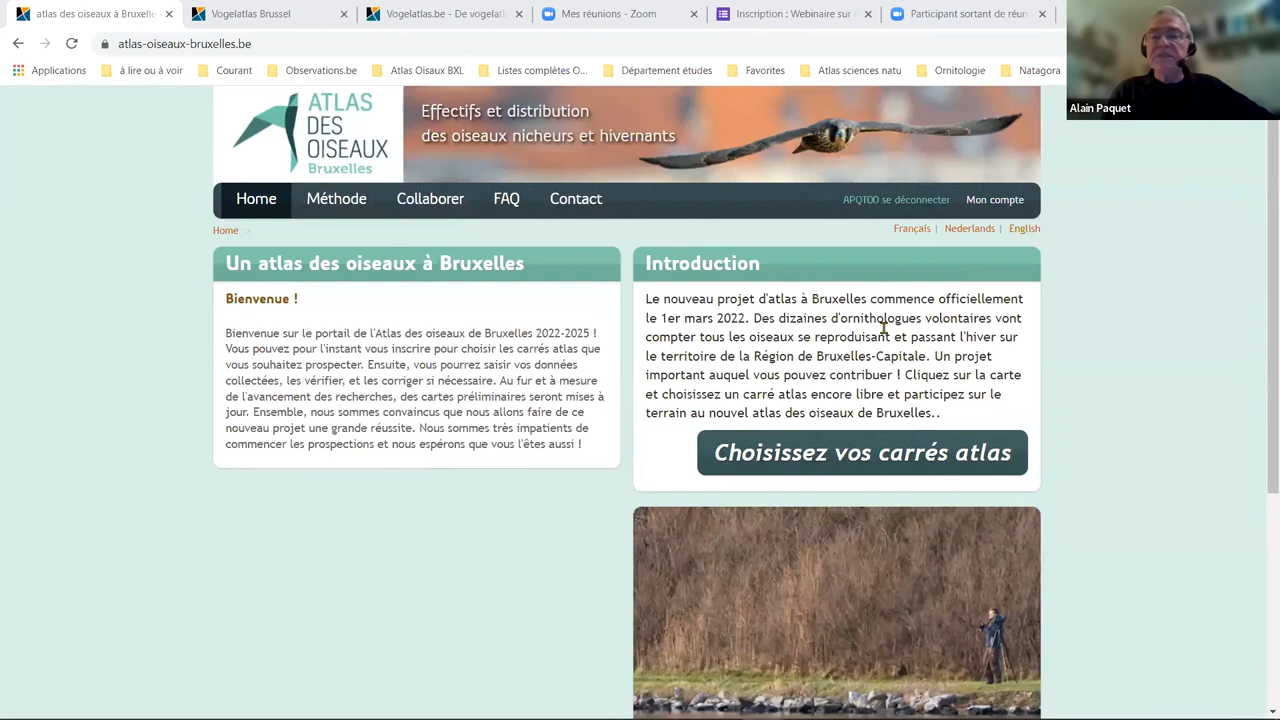 atlas des oiseaux à Bruxelle
Vogelatlas Brussel
Vogelatlas.be - De vogelatl
Mes réunions - Zoom
Inscription : Webinaire sur
Participant sortant de réun
atlas-oiseaux-bruxelles.be
Applications
à lire ou à voir
Courant
Observations.be
Atlas Oisaux BXL
Listes complètes O...
Département études
Favorites
Atlas sciences natu
Ornitologie
Natagora
Alain Paquet
ATLAS
DES
OISEAUX
Bruxelles
Effectifs et distribution
des oiseaux nicheurs et hivernants
Home
Méthode
Collaborer
FAQ
Contact
APQT00 se déconnecter
Mon compte
Home
Français |
Nederlands |
English
Un atlas des oiseaux à Bruxelles
Bienvenue !
Bienvenue sur le portail de l'Atlas des oiseaux de Bruxelles 2022-2025 !
Vous pouvez pour l'instant vous inscrire pour choisir les carrés atlas que
vous souhaitez prospecter. Ensuite, vous pourrez saisir vos données
collectées, les vérifier, et les corriger si nécessaire. Au fur et à mesure
de l'avancement des recherches, des cartes préliminaires seront mises à
jour. Ensemble, nous sommes convaincus que nous allons faire de ce
nouveau projet une grande réussite. Nous sommes très impatients de
commencer les prospections et nous espérons que vous l'êtes aussi !
Introduction
Le nouveau projet d'atlas à Bruxelles commence officiellement
le 1er mars 2022. Des dizaines d'ornithologues volontaires vont
compter tous les oiseaux se reproduisant et passant l'hiver sur
le territoire de la Région de Bruxelles-Capitale. Un projet
important auquel vous pouvez contribuer ! Cliquez sur la carte
et choisissez un carré atlas encore libre et participez sur le
terrain au nouvel atlas des oiseaux de Bruxelles..
Choisissez vos carrés atlas